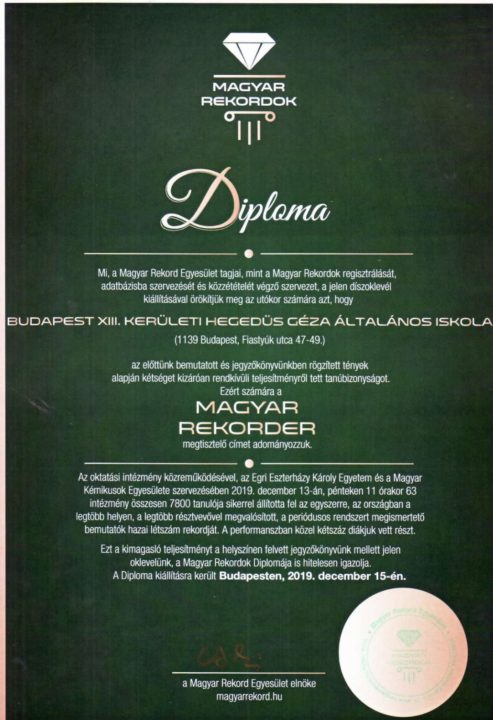 MAGYAR
REKORDOK
Diploma
Mi, a Magyar Rekord Egyesület tagjai, mint a Magyar Rekordok regisztrálását,
adatbázisba szervezését és közzétételét végző szervezet, a jelen díszoklevél
kiállításával örökítjük meg az utókor számára azt, hogy
BUDAPEST XIII. KERÜLETI HEGEDŰS GÉZA ÁLTALÁNOS ISKOLA
(1139 Budapest, Fiastyúk utca 47-49.)
az előttünk bemutatott és jegyzőkönyvünkben rögzített tények
alapján kétséget kizáróan rendkívüli teljesítményről tett tanúbizonyságot.
Ezért számára a
MAGYAR
REKORDER
megtisztelő címet adományozzuk.
Az oktatási intézmény közreműködésével, az Egri Eszterházy Károly Egyetem és a Magyar
Kémikusok Egyesülete szervezésében 2019. december 13-án, pénteken 11 órakor 63
intézmény összesen 7800 tanulója sikerrel állította fel az egyszerre, az országban a
legtöbb helyen, a legtöbb résztvevővel megvalósított, a periódusos rendszert megismertető
bemutatók hazai létszám rekordját. A performanszban közel kétszáz diákjuk vett részt.
Ezt a kimagasló teljesítményt a helyszínen felvett jegyzőkönyvünk mellett jelen
oklevelünk, a Magyar Rekordok Diplomája is hitelesen igazolja.
A Diploma kiállításra került Budapesten, 2019. december 15-én.
a Magyar Rekord Egyesület elnöke
magyarrekord.hu
Magyar Rekord Egyesület
MAGYAR
REKORDOK